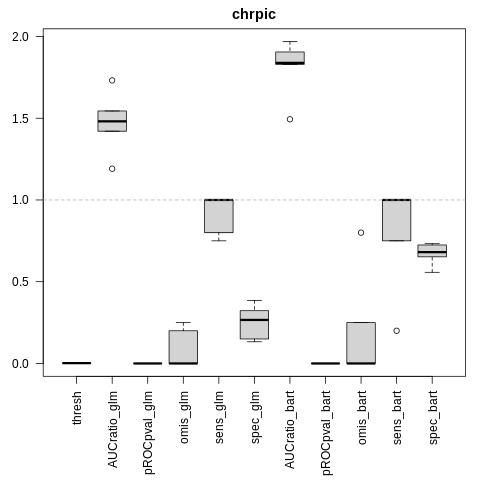 chrpic
2.0
1.5
1.0
0.5
0.0
thresh
AUCratio_glm
pROCpval_glm
omis_glm
sens_glm
spec_glm
AUCratio_bart
pROCpval_bart
omis_bart
sens_bart
spec_bart